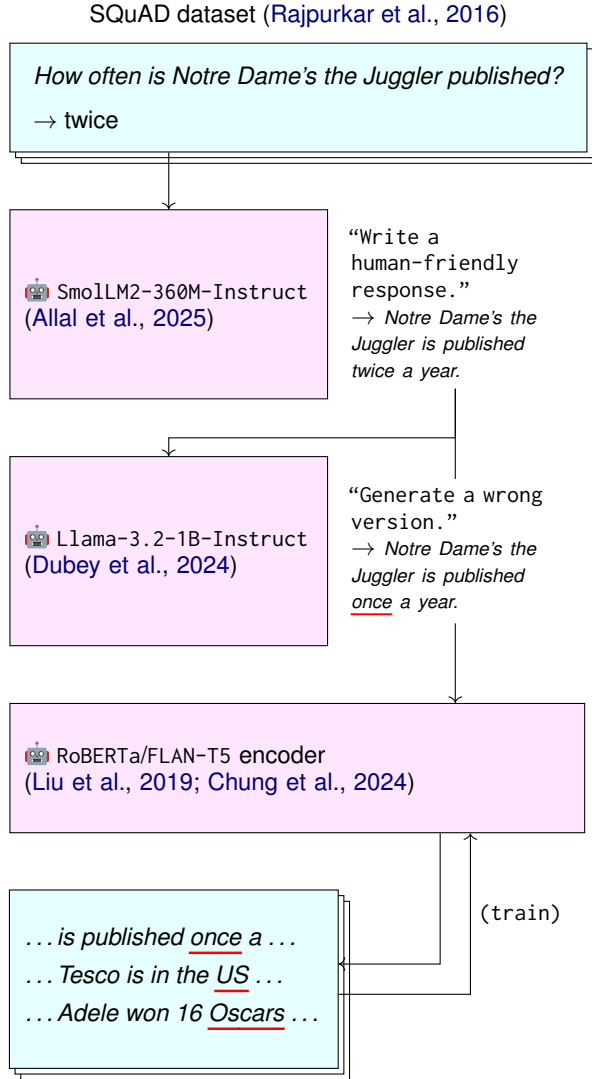 SQuAD dataset (Rajpurkar et al., 2016)
How often is Notre Dame's the Juggler published?
→ twice
SmolLM2-360M-Instruct
(Allal et al., 2025)
“Write a
human-friendly
response.”
→ Notre Dame's the
Juggler is published
twice a year.
Llama-3.2-1B-Instruct
(Dubey et al., 2024)
“Generate a wrong
version.”
→ Notre Dame's the
Juggler is published
once a year.
RoBERTa/FLAN-T5 encoder
(Liu et al., 2019; Chung et al., 2024)
(train)
...is published once a ...
...Tesco is in the US ...
...Adele won 16 Oscars ...